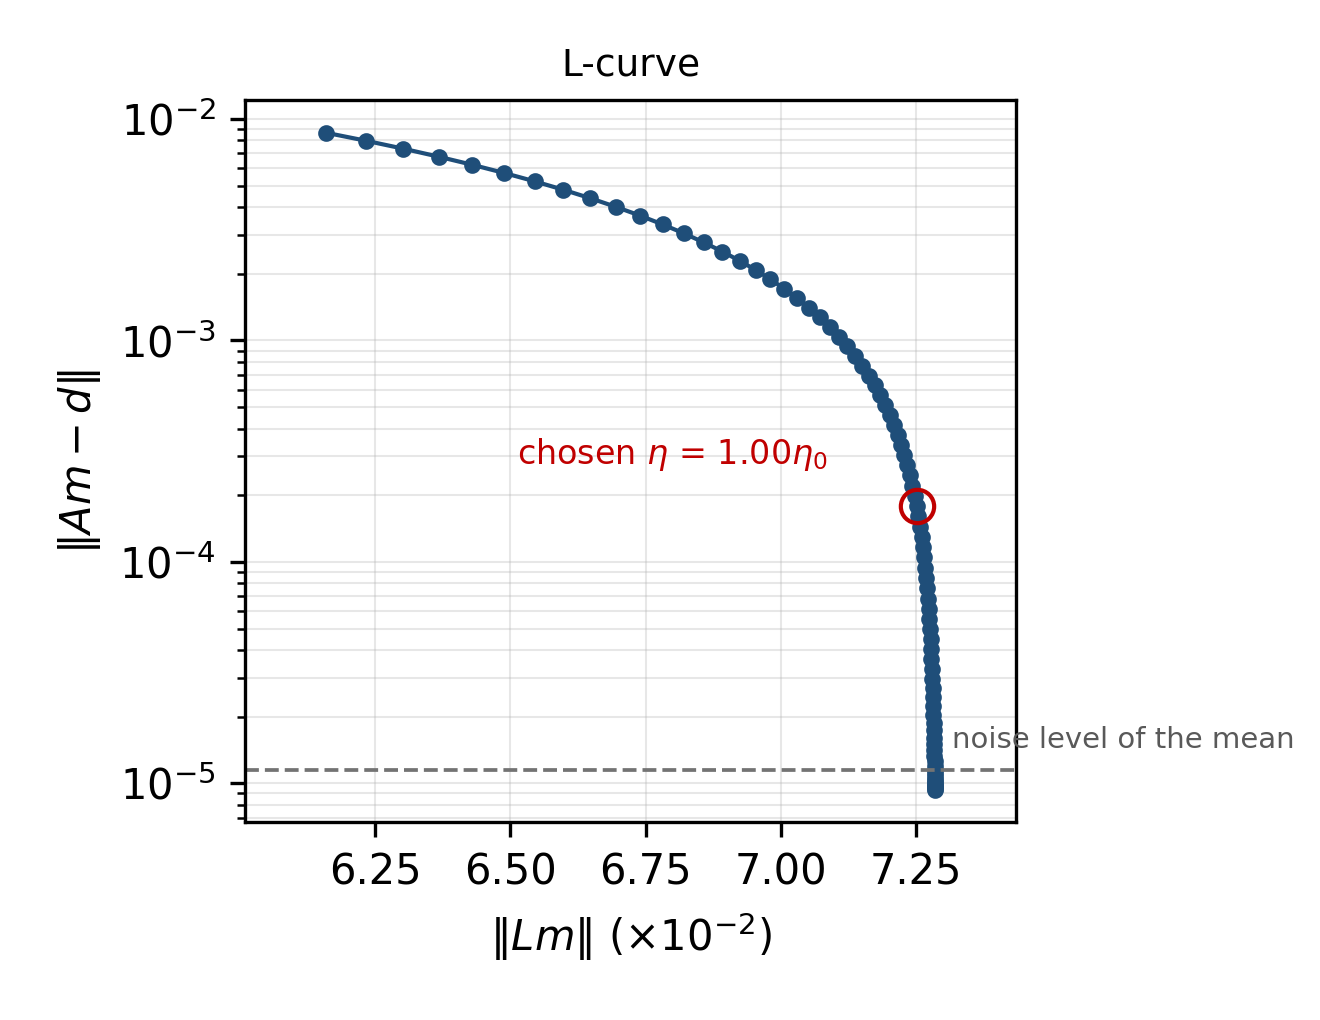 L-curve
10⁻²
10⁻³
10⁻⁴
10⁻⁵
‖Am − d‖
chosen η = 1.00η₀
noise level of the mean
6.25 6.50 6.75 7.00 7.25
‖Lm‖ (×10⁻²)